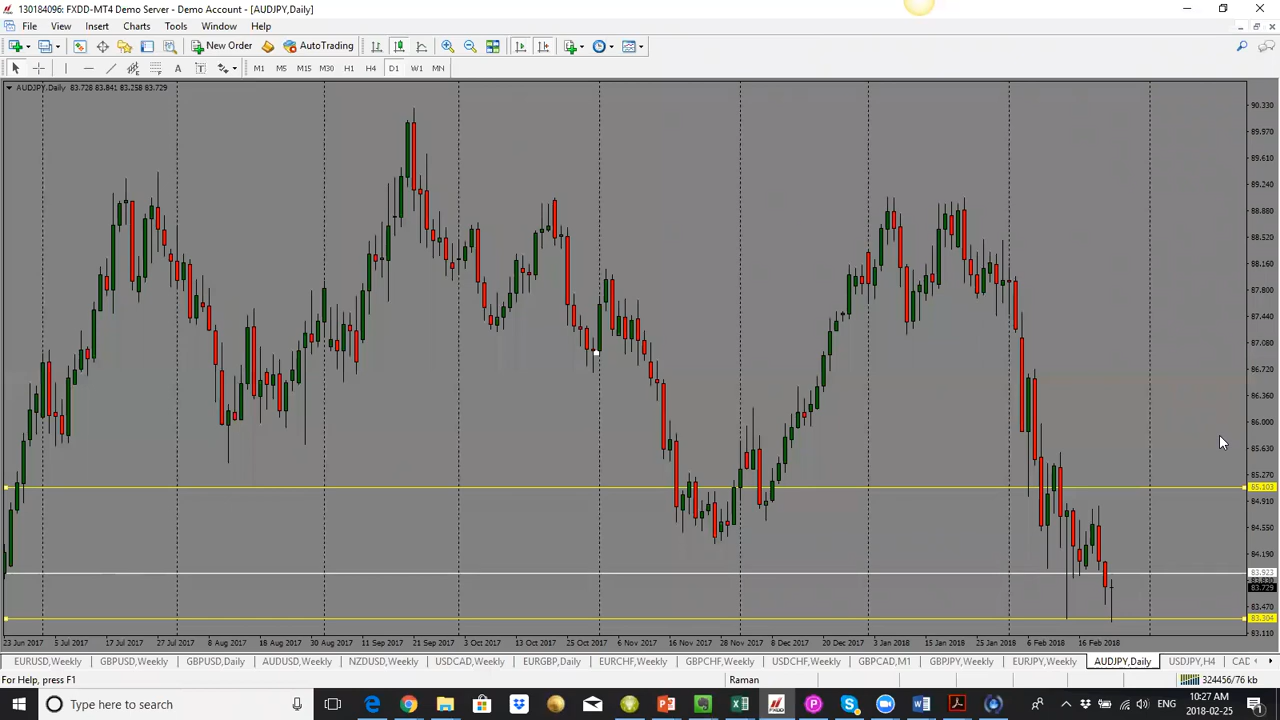 130184096: FXDD-MT4 Demo Server - Demo Account - [AUDJPY,Daily]
File View Insert Charts Tools Window Help
New Order AutoTrading
A T M1 M5 M15 M30 H1 H4 D1 W1 MN
AUDJPY,Daily 83.728 83.841 83.258 83.729
90.330
89.970
89.610
89.240
88.880
88.520
88.160
87.800
87.440
87.080
86.720
86.360
86.000
85.630
85.270
85.103
84.910
84.550
84.190
83.923
83.729
83.470
83.304
83.110
23 Jun 2017 5 Jul 2017 17 Jul 2017 27 Jul 2017 8 Aug 2017 18 Aug 2017 30 Aug 2017 11 Sep 2017 21 Sep 2017 3 Oct 2017 13 Oct 2017 25 Oct 2017 6 Nov 2017 16 Nov 2017 28 Nov 2017 8 Dec 2017 20 Dec 2017 3 Jan 2018 15 Jan 2018 25 Jan 2018 6 Feb 2018 16 Feb 2018
EURUSD,Weekly GBPUSD,Weekly GBPUSD,Daily AUDUSD,Weekly NZDUSD,Weekly USDCAD,Weekly EURGBP,Daily EURCHF,Weekly GBPCHF,Weekly USDCHF,Weekly GBPCAD,M1 GBPJPY,Weekly EURJPY,Weekly AUDJPY,Daily USDJPY,H4 CAD
For Help, press F1 Raman 324456/76 kb
Type here to search ENG 10:27 AM
2018-02-25